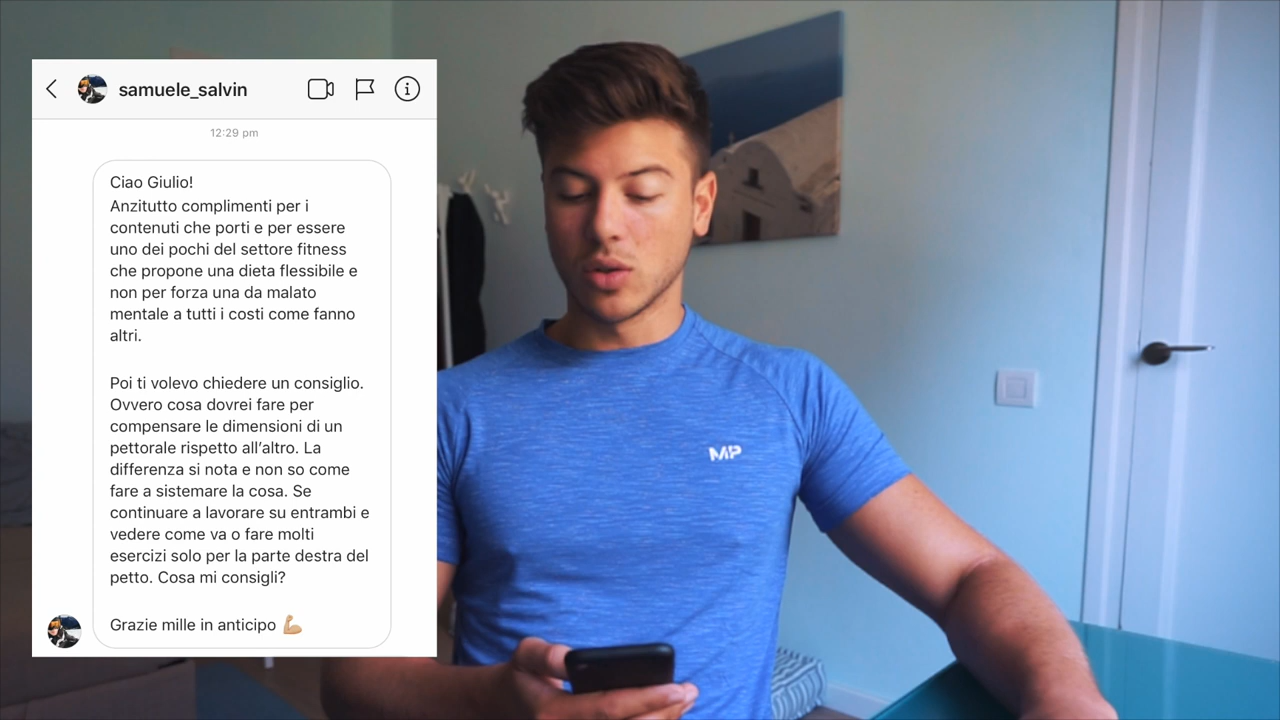 samuele_salvin
12:29 pm
Ciao Giulio!
Anzitutto complimenti per i
contenuti che porti e per essere
uno dei pochi del settore fitness
che propone una dieta flessibile e
non per forza una da malato
mentale a tutti i costi come fanno
altri.
Poi ti volevo chiedere un consiglio.
Ovvero cosa dovrei fare per
compensare le dimensioni di un
pettorale rispetto all’altro. La
differenza si nota e non so come
fare a sistemare la cosa. Se
continuare a lavorare su entrambi e
vedere come va o fare molti
esercizi solo per la parte destra del
petto. Cosa mi consigli?
Grazie mille in anticipo 💪🏼
MP